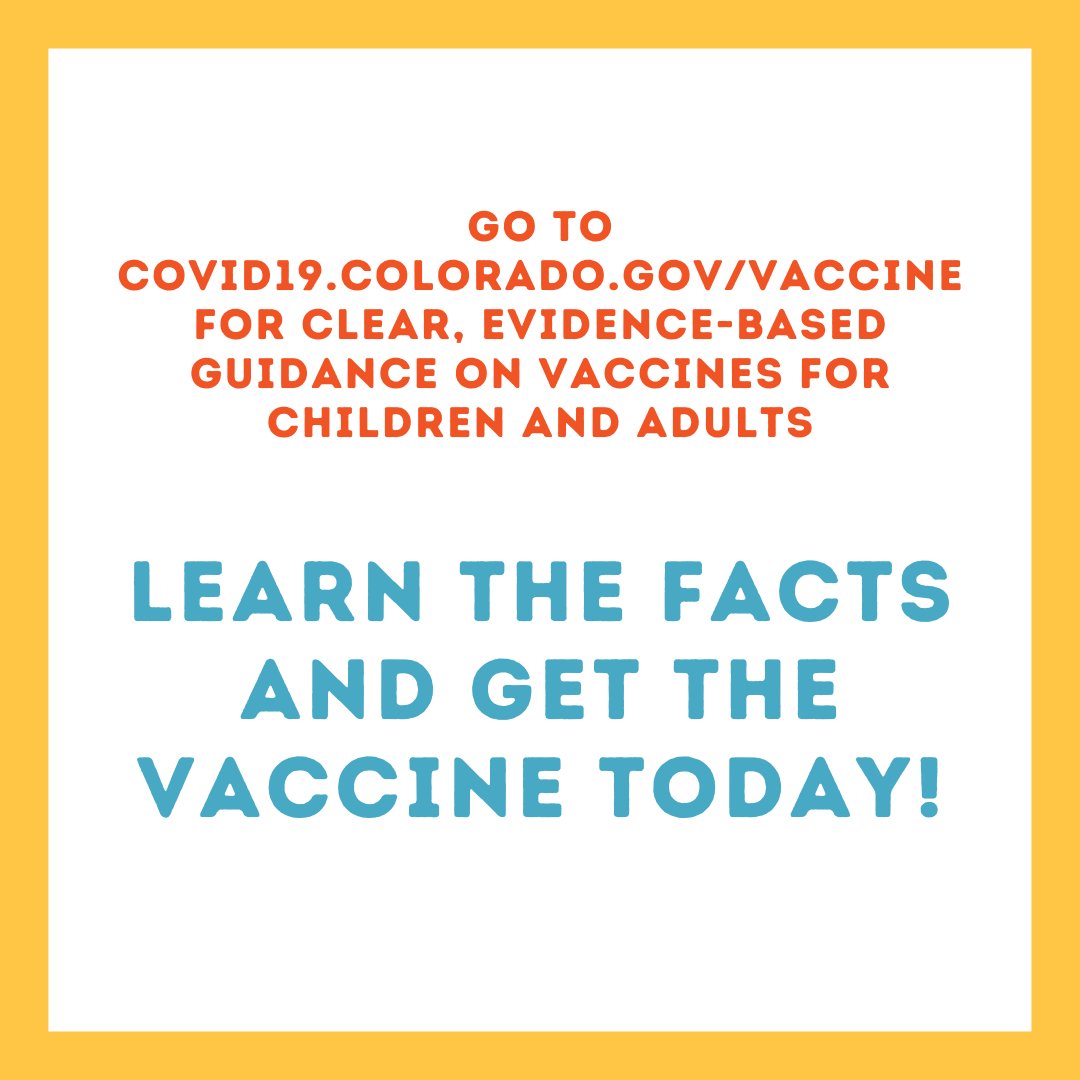 GO TO
COVID19.COLORADO.GOV/VACCINE
FOR CLEAR, EVIDENCE-BASED
GUIDANCE ON VACCINES FOR
CHILDREN AND ADULTS
LEARN THE FACTS
AND GET THE
VACCINE TODAY!